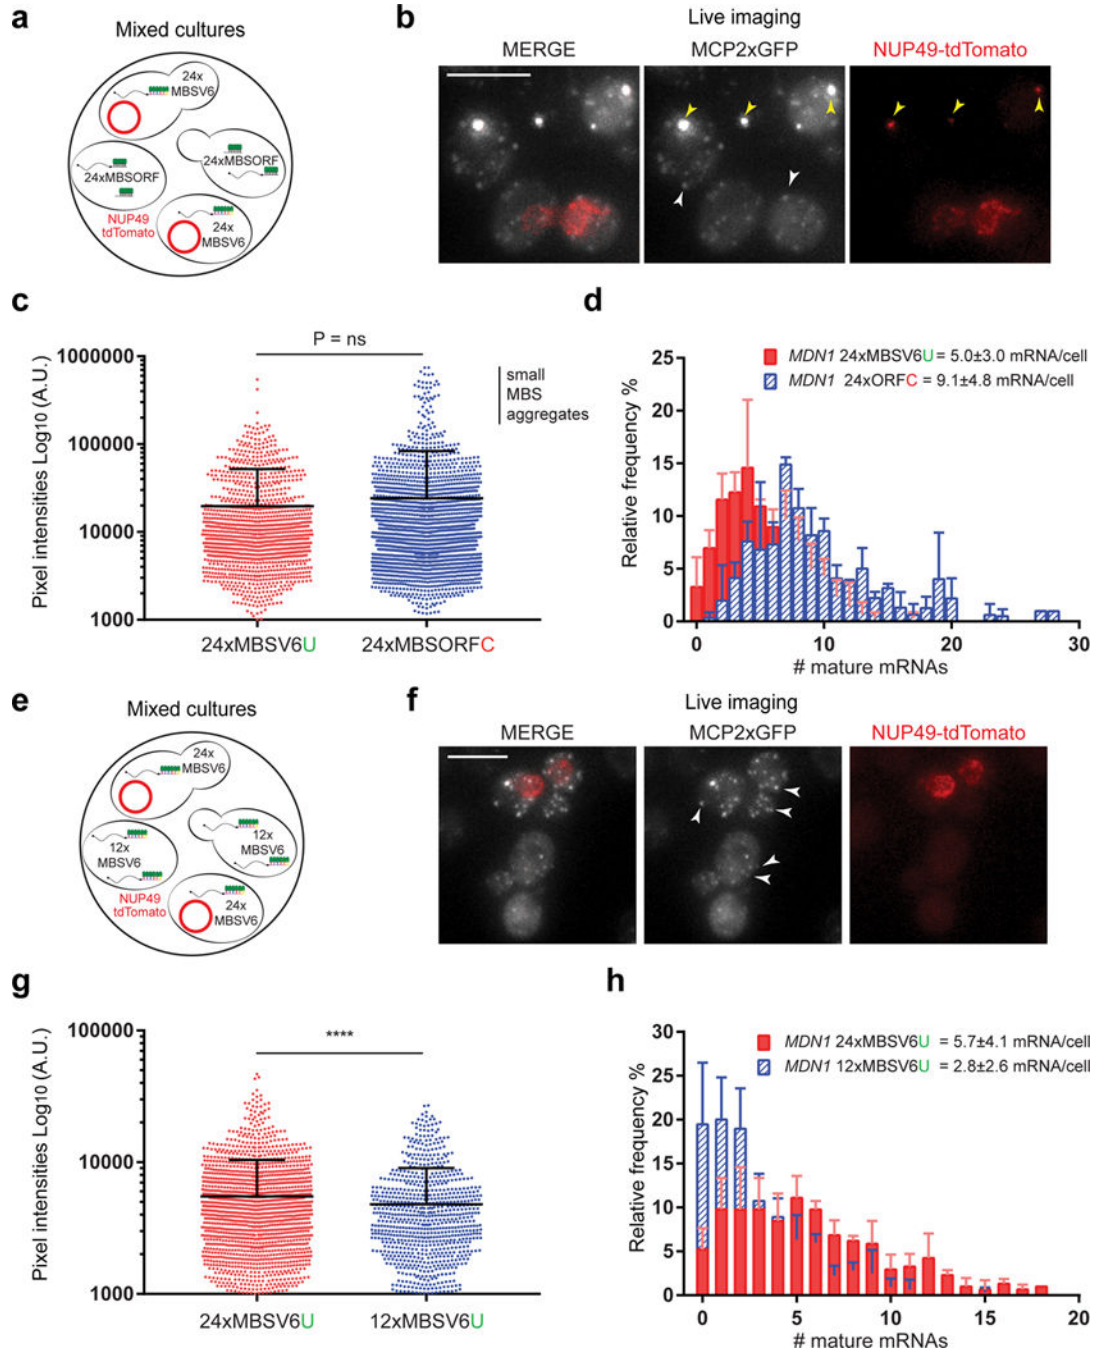 a
Mixed cultures
24x
MBSV6
24xMBSORF
24xMBSORF
NUP49
tdTomato
24x
MBSV6
b
Live imaging
MERGE
MCP2xGFP
NUP49-tdTomato
c
P = ns
small
MBS
aggregates
Pixel intensities Log10 (A.U.)
1000000
100000
10000
1000
24xMBSV6U
24xMBSORFC
d
MDN1 24xMBSV6U = 5.0±3.0 mRNA/cell
MDN1 24xORFC = 9.1±4.8 mRNA/cell
Relative frequency %
25
20
15
10
5
0
0
10
20
30
# mature mRNAs
e
Mixed cultures
24x
MBSV6
12x
MBSV6
12x
MBSV6
NUP49
tdTomato
24x
MBSV6
f
Live imaging
MERGE
MCP2xGFP
NUP49-tdTomato
g
****
Pixel intensities Log10 (A.U.)
100000
10000
1000
24xMBSV6U
12xMBSV6U
h
MDN1 24xMBSV6U = 5.7±4.1 mRNA/cell
MDN1 12xMBSV6U = 2.8±2.6 mRNA/cell
Relative frequency %
30
25
20
15
10
5
0
0
5
10
15
20
# mature mRNAs